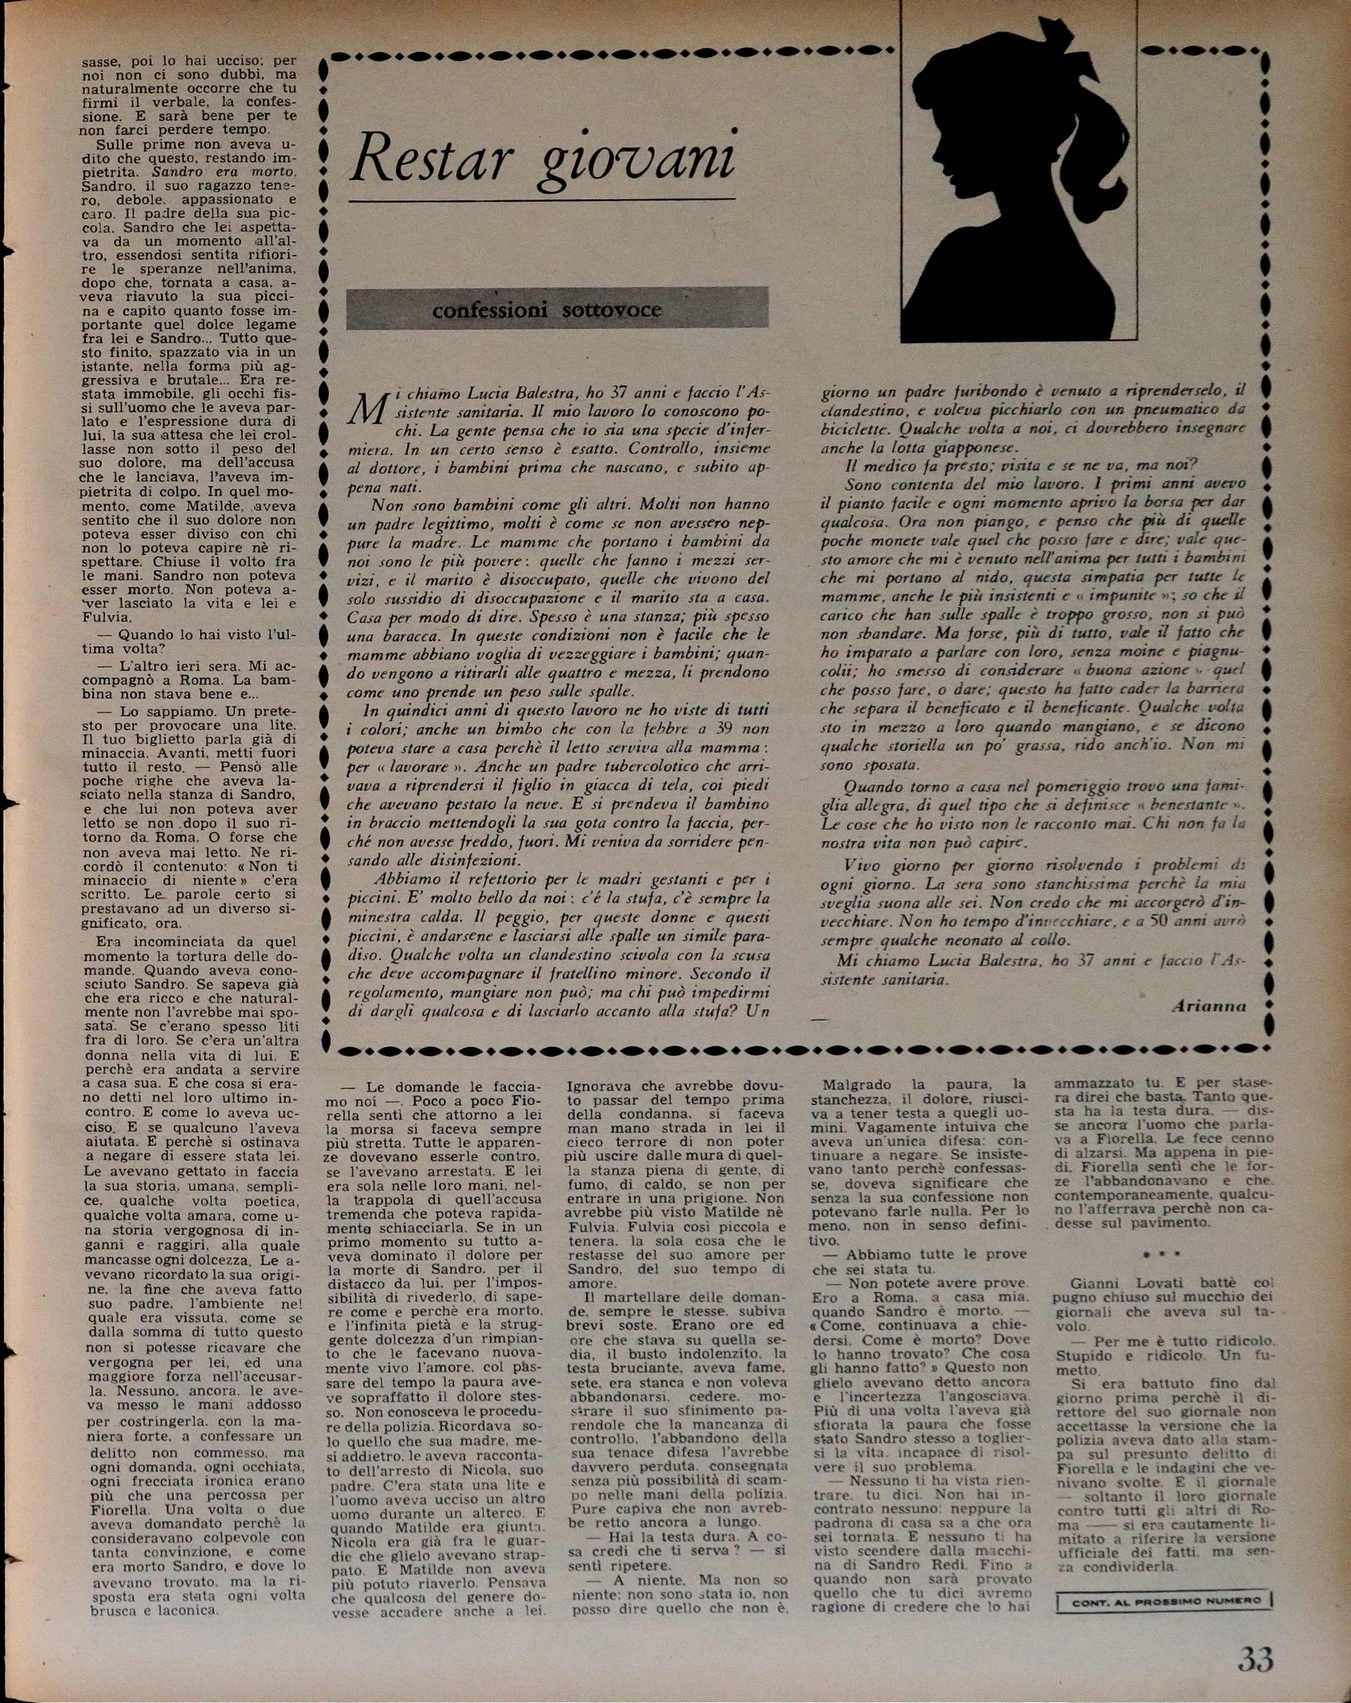 sasse, poi lo hai ucciso; per
noi non ci sono dubbi, ma
naturalmente occorre che tu
firmi il verbale, la confes-
sione. E sarà bene per te
non farci perdere tempo.
Sulle prime non aveva u-
dito che questo, restando im-
pietrita. Sandro era morto.
Sandro, il suo ragazzo tene-
ro, debole, appassionato e
caro. Il padre della sua pic-
cola. Sandro che lei aspetta-
va da un momento all'al-
tro, essendosi sentita rifiori-
re le speranze nell'anima,
dopo che, tornata a casa, a-
veva riavuto la sua picci-
na e capito quanto fosse im-
portante quel dolce legame
fra lei e Sandro... Tutto que-
sto finito, spazzato via in un
istante, nella forma più ag-
gressiva e brutale... Era re-
stata immobile, gli occhi fis-
si sull'uomo che le aveva par-
lato e l'espressione dura di
lui, la sua attesa che lei crol-
lasse non sotto il peso del
suo dolore, ma dell'accusa
che le lanciava, l'aveva im-
pietrita di colpo. In quel mo-
mento, come Matilde, aveva
sentito che il suo dolore non
poteva esser diviso con chi
non lo poteva capire nè ri-
spettare. Chiuse il volto fra
le mani. Sandro non poteva
esser morto. Non poteva a-
ver lasciato la vita e lei e
Fulvia.
— Quando lo hai visto l'ul-
tima volta?
— L'altro ieri sera. Mi ac-
compagnò a Roma. La bam-
bina non stava bene e...
— Lo sappiamo. Un prete-
sto per provocare una lite.
Il tuo biglietto parla già di
minaccia. Avanti, metti fuori
tutto il resto. — Pensò alle
poche righe che aveva la-
sciato nella stanza di Sandro,
e che lui non poteva aver
letto se non dopo il suo ri-
torno da Roma. O forse che
non aveva mai letto. Ne ri-
cordò il contenuto: «Non ti
minaccio di niente» c'era
scritto. Le parole certo si
prestavano ad un diverso si-
gnificato, ora.
Era incominciata da quel
momento la tortura delle do-
mande. Quando aveva cono-
sciuto Sandro. Se sapeva già
che era ricco e che natural-
mente non l'avrebbe mai spo-
sata. Se c'erano spesso liti
fra di loro. Se c'era un'altra
donna nella vita di lui. E
perchè era andata a servire
a casa sua. E che cosa si era-
no detti nel loro ultimo in-
contro. E come lo aveva uc-
ciso. E se qualcuno l'aveva
aiutata. E perchè si ostinava
a negare di essere stata lei.
Le avevano gettato in faccia
la sua storia, umana, sempli-
ce, qualche volta poetica,
qualche volta amara, come u-
na storia vergognosa di in-
ganni e raggiri, alla quale
mancasse ogni dolcezza. Le a-
vevano ricordato la sua origi-
ne, la fine che aveva fatto
suo padre, l'ambiente nel
quale era vissuta, come se
dalla somma di tutto questo
non si potesse ricavare che
vergogna per lei, ed una
maggiore forza nell'accusar-
la. Nessuno, ancora, le ave-
va messo le mani addosso
per costringerla, con la ma-
niera forte, a confessare un
delitto non commesso, ma
ogni domanda, ogni occhiata,
ogni frecciata ironica erano
più che una percossa per
Fiorella. Una volta o due
aveva domandato perchè la
consideravano colpevole con
tanta convinzione, e come
era morto Sandro, e dove lo
avevano trovato, ma la ri-
sposta era stata ogni volta
brusca e laconica.
Restar giovani
confessioni sottovoce
Mi chiamo Lucia Balestra, ho 37 anni e faccio l'As-
sistente sanitaria. Il mio lavoro lo conoscono po-
chi. La gente pensa che io sia una specie d'infer-
miera. In un certo senso è esatto. Controllo, insieme
al dottore, i bambini prima che nascano, e subito ap-
pena nati.
Non sono bambini come gli altri. Molti non hanno
un padre legittimo, molti è come se non avessero nep-
pure la madre. Le mamme che portano i bambini da
noi sono le più povere: quelle che fanno i mezzi ser-
vizi, e il marito è disoccupato, quelle che vivono del
solo sussidio di disoccupazione e il marito sta a casa.
Casa per modo di dire. Spesso è una stanza; più spesso
una baracca. In queste condizioni non è facile che le
mamme abbiano voglia di vezzeggiare i bambini; quan-
do vengono a ritirarli alle quattro e mezza, li prendono
come uno prende un peso sulle spalle.
In quindici anni di questo lavoro ne ho viste di tutti
i colori; anche un bimbo che con la febbre a 39 non
poteva stare a casa perchè il letto serviva alla mamma:
per « lavorare ». Anche un padre tubercolotico che arri-
vava a riprendersi il figlio in giacca di tela, coi piedi
che avevano pestato la neve. E si prendeva il bambino
in braccio mettendogli la sua gota contro la faccia, per-
ché non avesse freddo, fuori. Mi veniva da sorridere pen-
sando alle disinfezioni.
Abbiamo il refettorio per le madri gestanti e per i
piccini. E' molto bello da noi: c'é la stufa, c'è sempre la
minestra calda. Il peggio, per queste donne e questi
piccini, è andarsene e lasciarsi alle spalle un simile para-
diso. Qualche volta un clandestino scivola con la scusa
che deve accompagnare il fratellino minore. Secondo il
regolamento, mangiare non può; ma chi può impedirmi
di dargli qualcosa e di lasciarlo accanto alla stufa? Un
giorno un padre furibondo è venuto a riprenderselo, il
clandestino, e voleva picchiarlo con un pneumatico da
biciclette. Qualche volta a noi, ci dovrebbero insegnare
anche la lotta giapponese.
Il medico fa presto; visita e se ne va, ma noi?
Sono contenta del mio lavoro. I primi anni avevo
il pianto facile e ogni momento aprivo la borsa per dar
qualcosa. Ora non piango, e penso che più di quelle
poche monete vale quel che posso fare e dire; vale que-
sto amore che mi è venuto nell'anima per tutti i bambini
che mi portano al nido, questa simpatia per tutte le
mamme, anche le più insistenti e « impunite »; so che il
carico che han sulle spalle è troppo grosso, non si può
non sbandare. Ma forse, più di tutto, vale il fatto che
ho imparato a parlare con loro, senza moine e piagnu-
colii; ho smesso di considerare « buona azione » quel
che posso fare, o dare; questo ha fatto cader la barriera
che separa il beneficato e il beneficante. Qualche volta
sto in mezzo a loro quando mangiano, e se dicono
qualche storiella un po' grassa, rido anch'io. Non mi
sono sposata.
Quando torno a casa nel pomeriggio trovo una fami-
glia allegra, di quel tipo che si definisce « benestante ».
Le cose che ho visto non le racconto mai. Chi non fa la
nostra vita non può capire.
Vivo giorno per giorno risolvendo i problemi di
ogni giorno. La sera sono stanchissima perchè la mia
sveglia suona alle sei. Non credo che mi accorgerò d'in-
vecchiare. Non ho tempo d'invecchiare, e a 50 anni avrò
sempre qualche neonato al collo.
Mi chiamo Lucia Balestra, ho 37 anni e faccio l'As-
sistente sanitaria.
Arianna
— Le domande le faccia-
mo noi —. Poco a poco Fio-
rella sentì che attorno a lei
la morsa si faceva sempre
più stretta. Tutte le apparen-
ze dovevano esserle contro,
se l'avevano arrestata. E lei
era sola nelle loro mani, nel-
la trappola di quell'accusa
tremenda che poteva rapida-
mente schiacciarla. Se in un
primo momento su tutto a-
veva dominato il dolore per
la morte di Sandro, per il
distacco da lui, per l'impos-
sibilità di rivederlo, di sape-
re come e perchè era morto,
e l'infinita pietà e la strug-
gente dolcezza d'un rimpian-
to che le facevano nuova-
mente vivo l'amore, col pas-
sare del tempo la paura ave-
ve sopraffatto il dolore stes-
so. Non conosceva le procedu-
re della polizia. Ricordava so-
lo quello che sua madre, me-
si addietro, le aveva racconta-
to dell'arresto di Nicola, suo
padre. C'era stata una lite e
l'uomo aveva ucciso un altro
uomo durante un alterco. E
quando Matilde era giunta,
Nicola era già fra le guar-
die che glielo avevano strap-
pato. E Matilde non aveva
più potuto riaverlo. Pensava
che qualcosa del genere do-
vesse accadere anche a lei.
Ignorava che avrebbe dovu-
to passar del tempo prima
della condanna, si faceva
man mano strada in lei il
cieco terrore di non poter
più uscire dalle mura di quel-
la stanza piena di gente, di
fumo, di caldo, se non per
entrare in una prigione. Non
avrebbe più visto Matilde nè
Fulvia. Fulvia così piccola e
tenera, la sola cosa che le
restasse del suo amore per
Sandro, del suo tempo di
amore.
Il martellare delle doman-
de, sempre le stesse, subiva
brevi soste. Erano ore ed
ore che stava su quella se-
dia, il busto indolenzito, la
testa bruciante, aveva fame,
sete, era stanca e non voleva
abbandonarsi, cedere, mo-
strare il suo sfinimento pa-
rendole che la mancanza di
controllo, l'abbandono della
sua tenace difesa l'avrebbe
davvero perduta, consegnata
senza più possibilità di scam-
po nelle mani della polizia.
Pure capiva che non avreb-
be retto ancora a lungo.
— Hai la testa dura. A co-
sa credi che ti serva? — si
sentì ripetere.
— A niente. Ma non so
niente; non sono stata io, non
posso dire quello che non è.
Malgrado la paura, la
stanchezza, il dolore, riusci-
va a tener testa a quegli uo-
mini. Vagamente intuiva che
aveva un'unica difesa: con-
tinuare a negare. Se insiste-
vano tanto perchè confessas-
se, doveva significare che
senza la sua confessione non
potevano farle nulla. Per lo
meno, non in senso defini-
tivo.
— Abbiamo tutte le prove
che sei stata tu.
— Non potete avere prove.
Ero a Roma, a casa mia,
quando Sandro è morto. —
«Come, continuava a chie-
dersi. Come è morto? Dove
lo hanno trovato? Che cosa
gli hanno fatto?» Questo non
glielo avevano detto ancora
e l'incertezza l'angosciava.
Più di una volta l'aveva già
sfiorata la paura che fosse
stato Sandro stesso a toglier-
si la vita, incapace di risol-
vere il suo problema.
— Nessuno ti ha vista rien-
trare, tu dici. Non hai in-
contrato nessuno; neppure la
padrona di casa sa a che ora
sei tornata. E nessuno ti ha
visto scendere dalla macchi-
na di Sandro Redi. Fino a
quando non sarà provato
quello che tu dici avremo
ragione di credere che lo hai
ammazzato tu. E per stase-
ra direi che basta. Tanto que-
sta ha la testa dura. — dis-
se ancora l'uomo che parla-
va a Fiorella. Le fece cenno
di alzarsi. Ma appena in pie-
di, Fiorella sentì che le for-
ze l'abbandonavano e che,
contemporaneamente, qualcu-
no l'afferrava perchè non ca-
desse sul pavimento.
* * *
Gianni Lovati battè col
pugno chiuso sul mucchio dei
giornali che aveva sul ta-
volo.
— Per me è tutto ridicolo.
Stupido e ridicolo. Un fu-
metto.
Si era battuto fino dal
giorno prima perchè il di-
rettore del suo giornale non
accettasse la versione che la
polizia aveva dato alla stam-
pa sul presunto delitto di
Fiorella e le indagini che ve-
nivano svolte. E il giornale
— soltanto il loro giornale
contro tutti gli altri di Ro-
ma —— si era cautamente li-
mitato a riferire la versione
ufficiale dei fatti, ma sen-
za condividerla.
CONT. AL PROSSIMO NUMERO
33